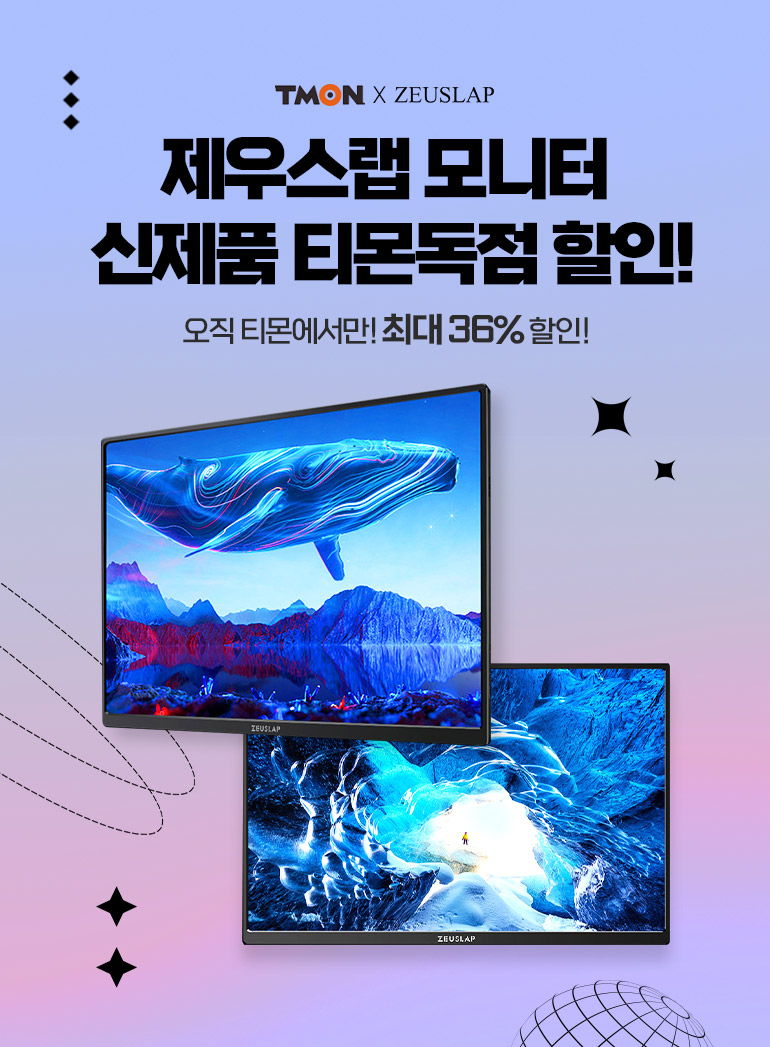 TMON X ZEUSLAP
제우스랩 모니터
신제품 티몬독점 할인!
오직 티몬에서만! 최대 36% 할인!
ZEUSLAP
ZEUSLAP